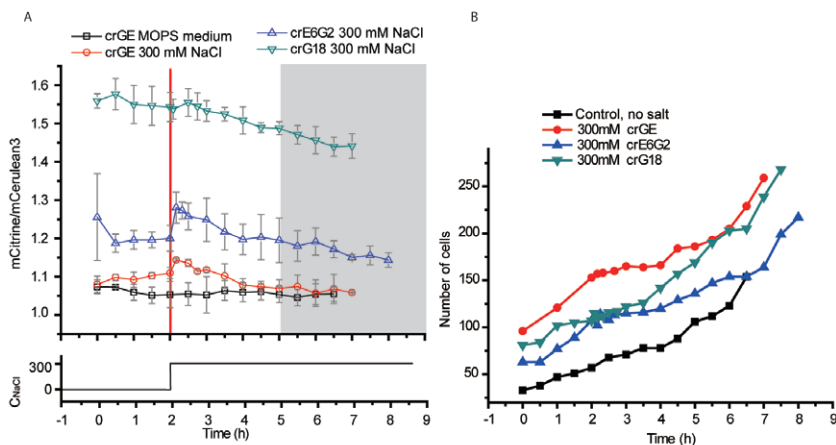 A
crGE MOPS medium
crGE 300 mM NaCl
crE6G2 300 mM NaCl
crG18 300 mM NaCl
mCitrine/mCerulean3
1.6
1.5
1.4
1.3
1.2
1.1
1.0
C NaCl
300
0
-1 0 1 2 3 4 5 6 7 8 9
Time (h)
B
Control, no salt
300mM crGE
300mM crE6G2
300mM crG18
Number of cells
250
200
150
100
50
-1 0 1 2 3 4 5 6 7 8 9
Time (h)